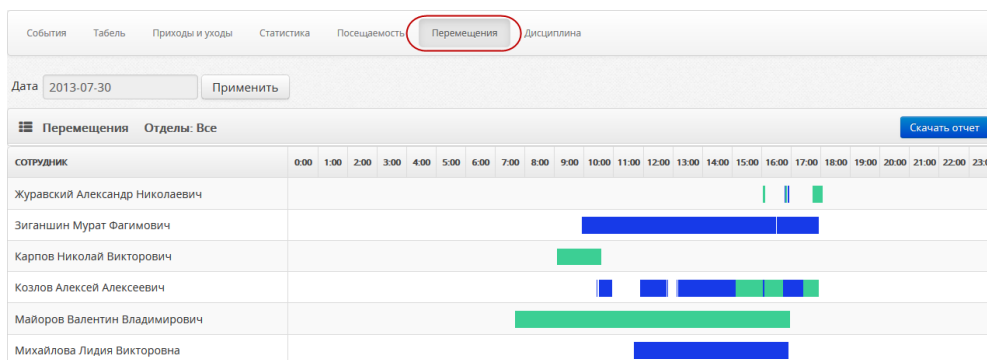 События Табель Приходы и уходы Статистика Посещаемость Перемещения Дисциплина
Дата 2013-07-30 Применить
Перемещения Отделы: Все Скачать отчет
СОТРУДНИК 0:00 1:00 2:00 3:00 4:00 5:00 6:00 7:00 8:00 9:00 10:00 11:00 12:00 13:00 14:00 15:00 16:00 17:00 18:00 19:00 20:00 21:00 22:00 23:0
Журавский Александр Николаевич
Зиганшин Мурат Фагимович
Карпов Николай Викторович
Козлов Алексей Алексеевич
Майоров Валентин Владимирович
Михайлова Лидия Викторовна